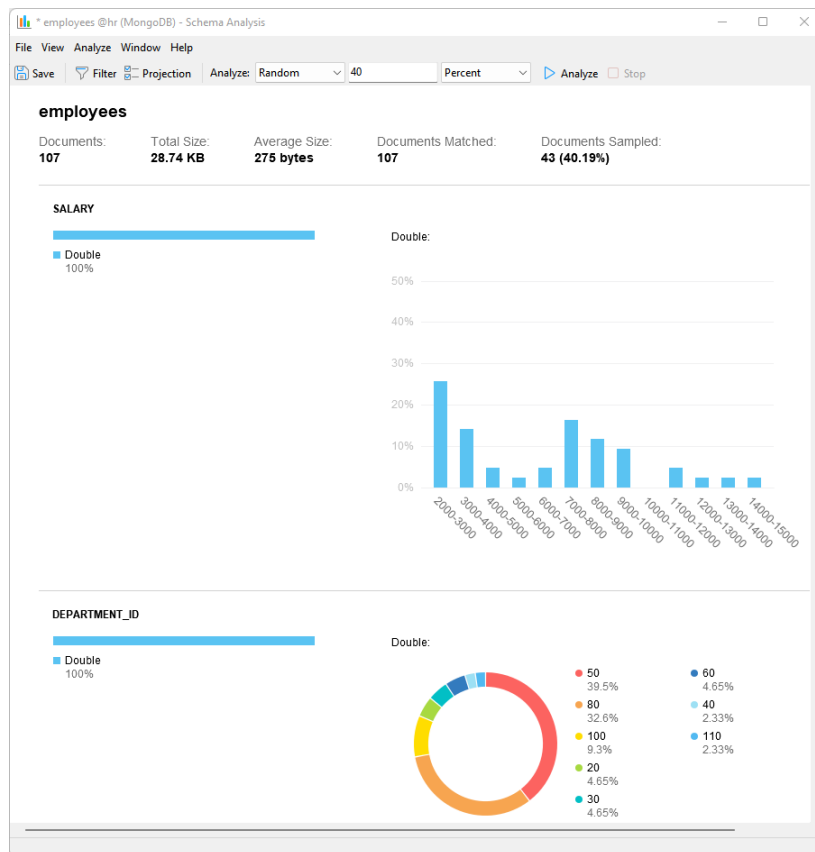 * employees @hr (MongoDB) - Schema Analysis
File View Analyze Window Help
Save Filter Projection Analyze: Random 40 Percent Analyze Stop
employees
Documents: Total Size: Average Size: Documents Matched: Documents Sampled:
107 28.74 KB 275 bytes 107 43 (40.19%)
SALARY
Double:
Double
100%
50%
40%
30%
20%
10%
0%
2000-3000 3000-4000 4000-5000 5000-6000 6000-7000 7000-8000 8000-9000 9000-10000 10000-11000 11000-12000 12000-13000 13000-14000 14000-15000
DEPARTMENT_ID
Double:
Double
100%
50
39.5%
80
32.6%
100
9.3%
20
4.65%
30
4.65%
60
4.65%
40
2.33%
110
2.33%